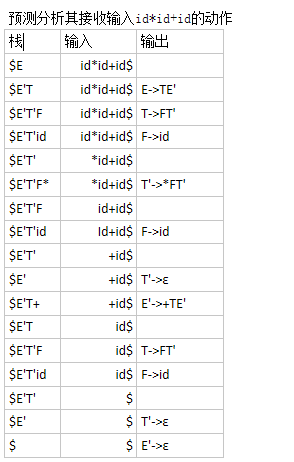 预测分析其接收输入id*id+id的动作
栈 输入 输出
$E id*id+id$
$E'T id*id+id$ E->TE'
$E'T'F id*id+id$ T->FT'
$E'T'id id*id+id$ F->id
$E'T' *id+id$
$E'T'F* *id+id$ T'->*FT'
$E'T'F id+id$
$E'T'id Id+id$ F->id
$E'T' +id$
$E' +id$ T'->ε
$E'T+ +id$ E'->+TE'
$E'T id$
$E'T'F id$ T->FT'
$E'T'id id$ F->id
$E'T' $
$E' $ T'->ε
$ $ E'->ε